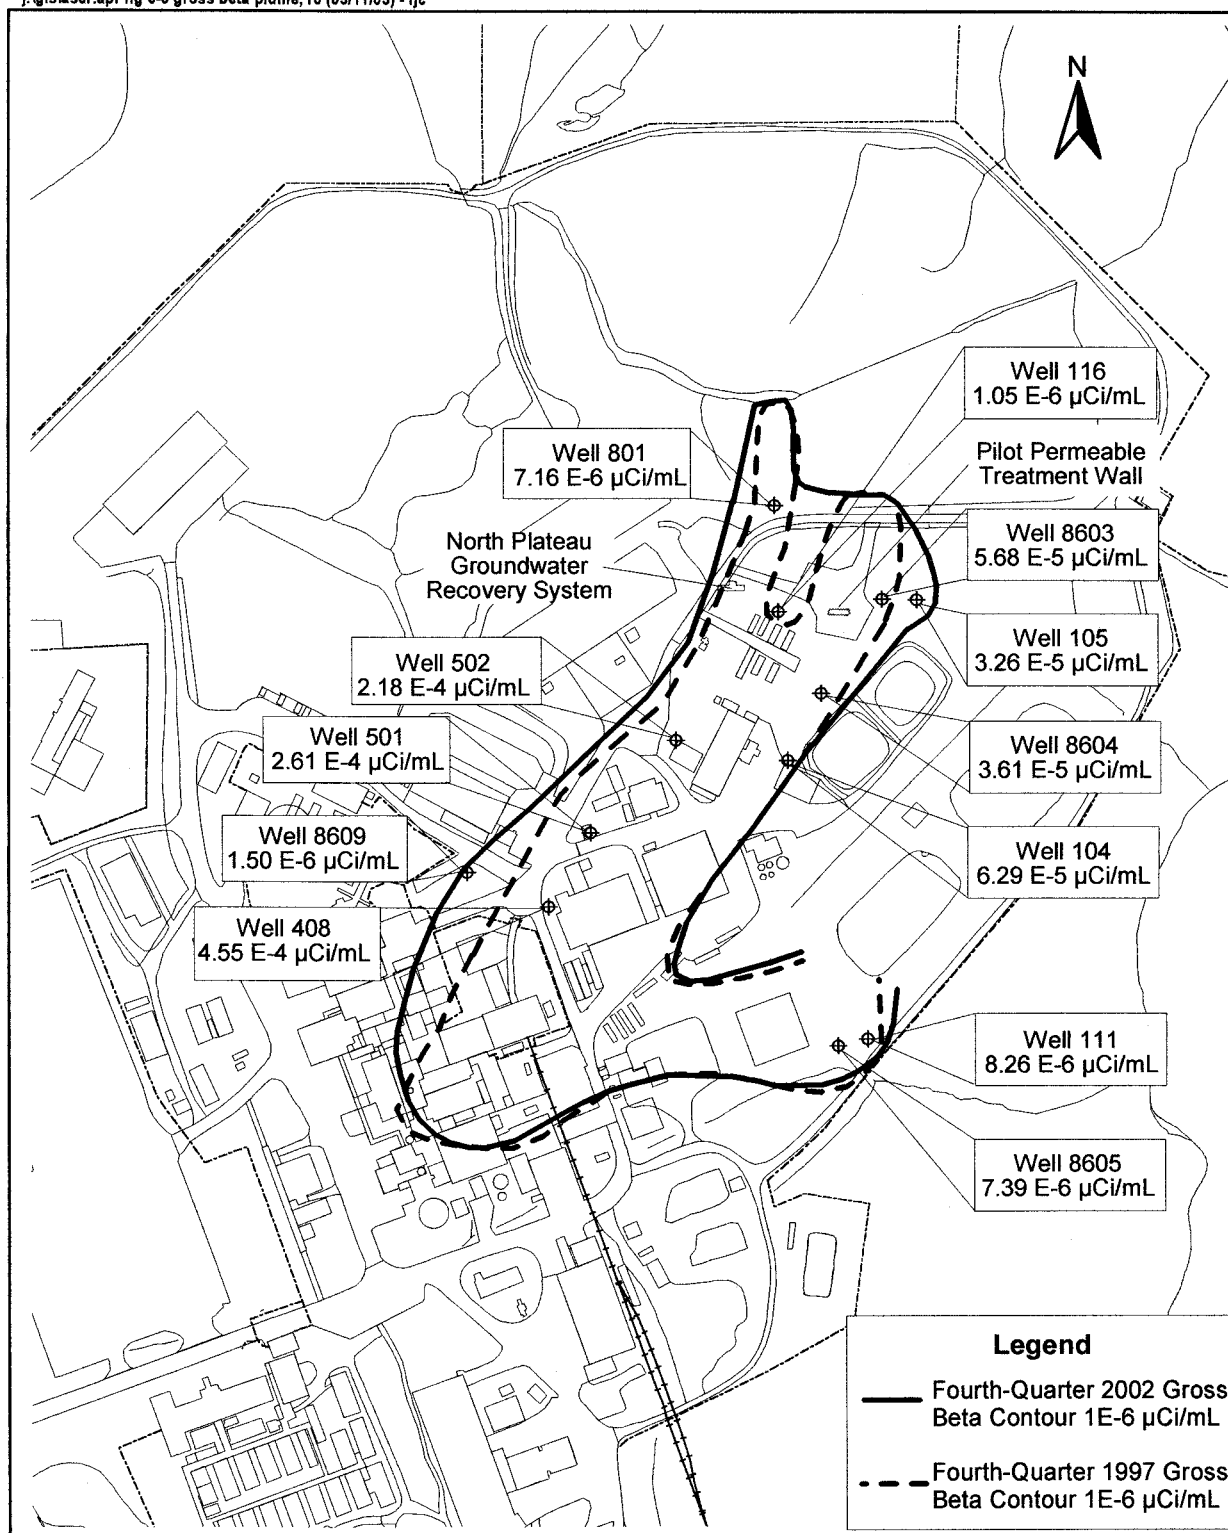 N
Well 116
1.05 E-6 µCi/mL
Well 801
7.16 E-6 µCi/mL
Pilot Permeable
Treatment Wall
North Plateau
Groundwater
Recovery System
Well 8603
5.68 E-5 µCi/mL
Well 105
3.26 E-5 µCi/mL
Well 502
2.18 E-4 µCi/mL
Well 501
2.61 E-4 µCi/mL
Well 8604
3.61 E-5 µCi/mL
Well 8609
1.50 E-6 µCi/mL
Well 104
6.29 E-5 µCi/mL
Well 408
4.55 E-4 µCi/mL
Well 111
8.26 E-6 µCi/mL
Well 8605
7.39 E-6 µCi/mL
Legend
Fourth-Quarter 2002 Gross
Beta Contour 1E-6 µCi/mL
Fourth-Quarter 1997 Gross
Beta Contour 1E-6 µCi/mL